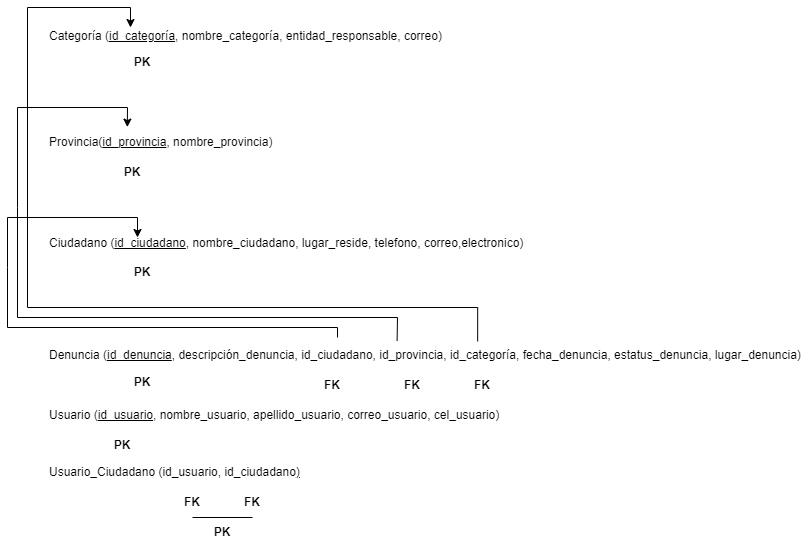 Categoría (id_categoría, nombre_categoría, entidad_responsable, correo)
PK
Provincia(id_provincia, nombre_provincia)
PK
Ciudadano (id_ciudadano, nombre_ciudadano, lugar_reside, telefono, correo,electronico)
PK
Denuncia (id_denuncia, descripción_denuncia, id_ciudadano, id_provincia, id_categoría, fecha_denuncia, estatus_denuncia, lugar_denuncia)
PK FK FK FK
Usuario (id_usuario, nombre_usuario, apellido_usuario, correo_usuario, cel_usuario)
PK
Usuario_Ciudadano (id_usuario, id_ciudadano)
FK FK
PK